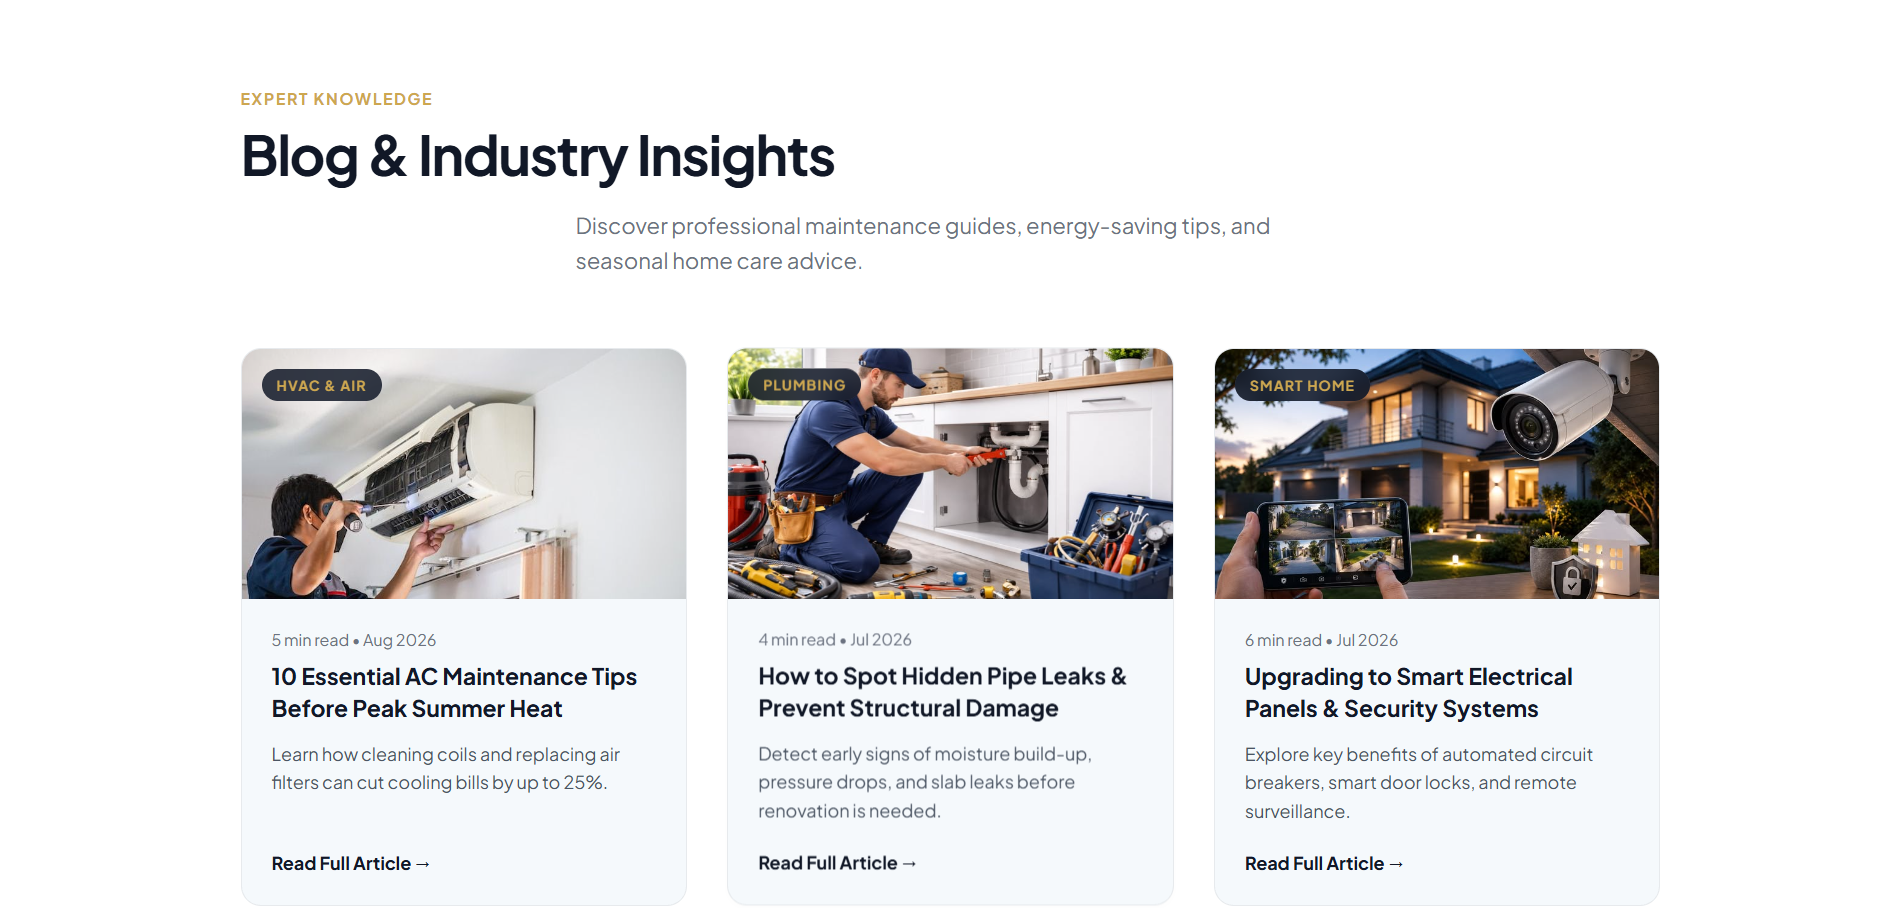 EXPERT KNOWLEDGE
Blog & Industry Insights
Discover professional maintenance guides, energy-saving tips, and
seasonal home care advice.
HVAC & AIR
5 min read • Aug 2026
10 Essential AC Maintenance Tips
Before Peak Summer Heat
Learn how cleaning coils and replacing air
filters can cut cooling bills by up to 25%.
Read Full Article →
PLUMBING
4 min read • Jul 2026
How to Spot Hidden Pipe Leaks &
Prevent Structural Damage
Detect early signs of moisture build-up,
pressure drops, and slab leaks before
renovation is needed.
Read Full Article →
SMART HOME
6 min read • Jul 2026
Upgrading to Smart Electrical
Panels & Security Systems
Explore key benefits of automated circuit
breakers, smart door locks, and remote
surveillance.
Read Full Article →